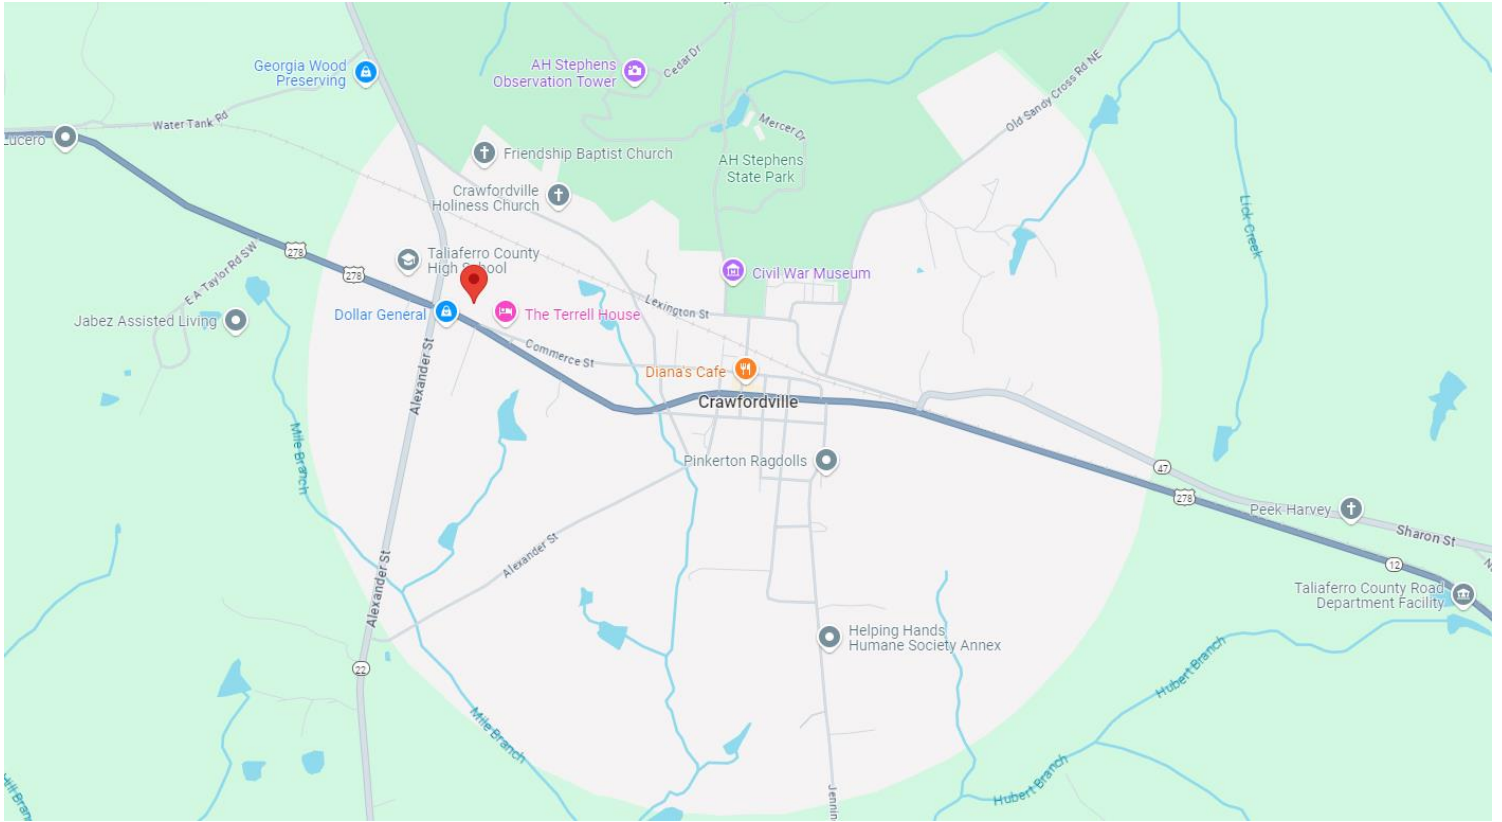 Georgia Wood
Preserving
AH Stephens
Observation Tower
Cedar Dr
Old Sandy Cross Rd NE
Water Tank Rd
Lucero
Mercer Dr
Friendship Baptist Church
AH Stephens
State Park
Crawfordville
Holiness Church
Lick Creek
278
E A Taylor Rd SW
Taliaferro County
High School
278
Civil War Museum
Jabez Assisted Living
Dollar General
The Terrell House
Lexington St
Commerce St
Alexander St
Diana's Cafe
Crawfordville
Mile Branch
Pinkerton Ragdolls
47
278
Peek Harvey
Sharon St
Alexander St
12
Alexander St
Taliaferro County Road
Department Facility
Helping Hands
Humane Society Annex
22
Hubert Branch
Mile Branch
Hubert Branch